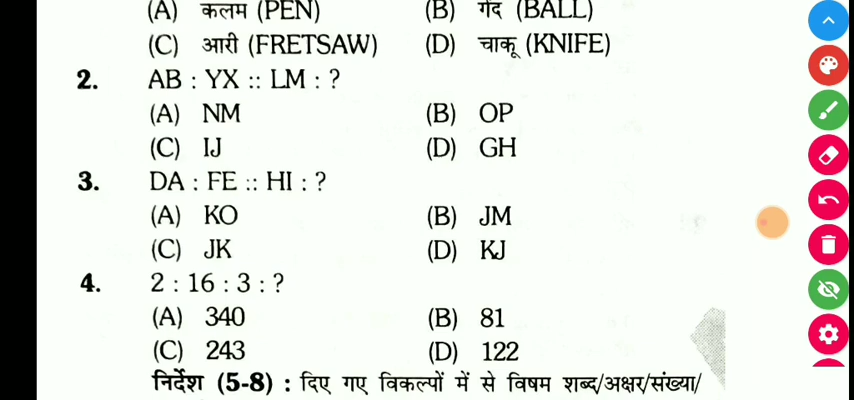 (A) कलम (PEN) (B) गेंद (BALL)
(C) आरी (FRETSAW) (D) चाकू (KNIFE)
2. AB : YX :: LM : ?
(A) NM (B) OP
(C) IJ (D) GH
3. DA : FE :: HI : ?
(A) KO (B) JM
(C) JK (D) KJ
4. 2 : 16 : 3 : ?
(A) 340 (B) 81
(C) 243 (D) 122
निर्देश (5-8) : दिए गए विकल्पों में से विषम शब्द/अक्षर/संख्या/